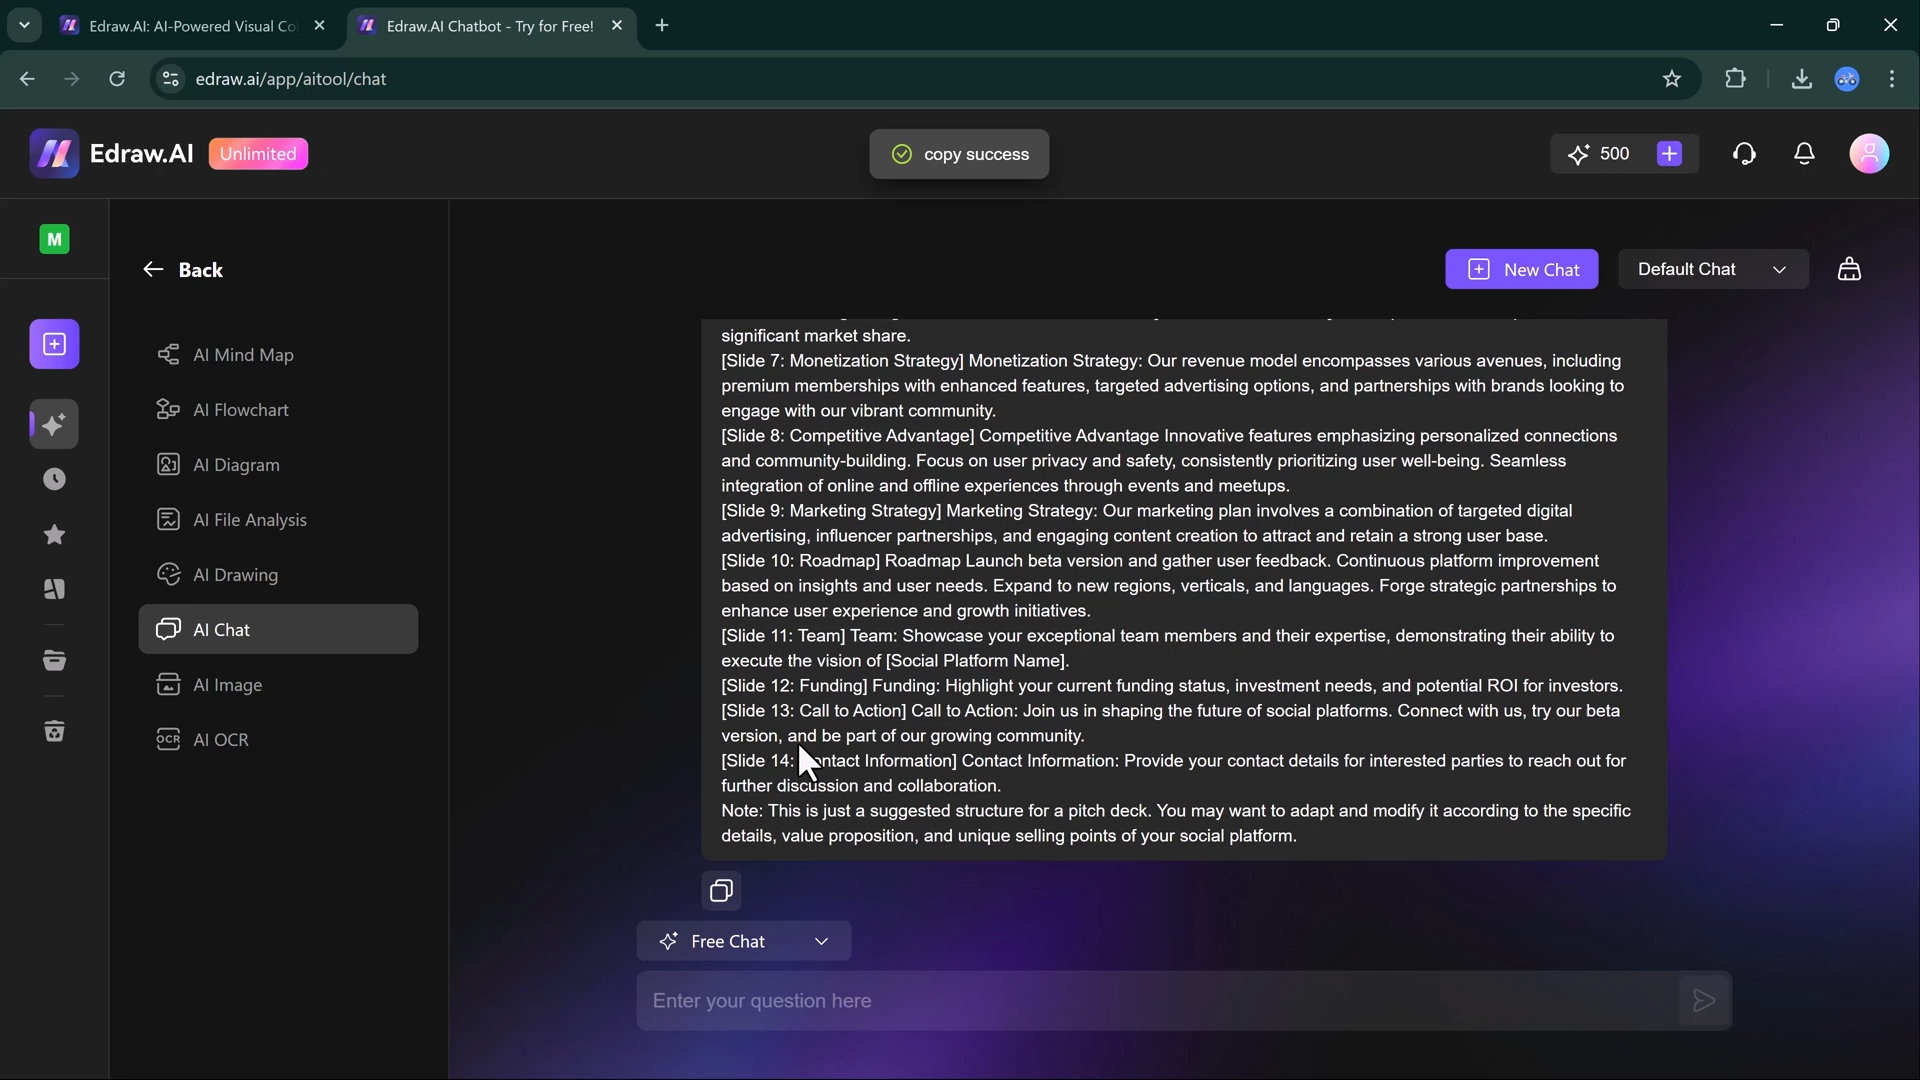 Edraw.AI: AI-Powered Visual Co
Edraw.AI Chatbot - Try for Free!
edraw.ai/app/aitool/chat
Edraw.AI
Unlimited
copy success
500
M
Back
New Chat
Default Chat
AI Mind Map
AI Flowchart
AI Diagram
AI File Analysis
AI Drawing
AI Chat
AI Image
OCR
AI OCR
significant market share.
[Slide 7: Monetization Strategy] Monetization Strategy: Our revenue model encompasses various avenues, including
premium memberships with enhanced features, targeted advertising options, and partnerships with brands looking to
engage with our vibrant community.
[Slide 8: Competitive Advantage] Competitive Advantage Innovative features emphasizing personalized connections
and community-building. Focus on user privacy and safety, consistently prioritizing user well-being. Seamless
integration of online and offline experiences through events and meetups.
[Slide 9: Marketing Strategy] Marketing Strategy: Our marketing plan involves a combination of targeted digital
advertising, influencer partnerships, and engaging content creation to attract and retain a strong user base.
[Slide 10: Roadmap] Roadmap Launch beta version and gather user feedback. Continuous platform improvement
based on insights and user needs. Expand to new regions, verticals, and languages. Forge strategic partnerships to
enhance user experience and growth initiatives.
[Slide 11: Team] Team: Showcase your exceptional team members and their expertise, demonstrating their ability to
execute the vision of [Social Platform Name].
[Slide 12: Funding] Funding: Highlight your current funding status, investment needs, and potential ROI for investors.
[Slide 13: Call to Action] Call to Action: Join us in shaping the future of social platforms. Connect with us, try our beta
version, and be part of our growing community.
[Slide 14: Contact Information] Contact Information: Provide your contact details for interested parties to reach out for
further discussion and collaboration.
Note: This is just a suggested structure for a pitch deck. You may want to adapt and modify it according to the specific
details, value proposition, and unique selling points of your social platform.
Free Chat
Enter your question here